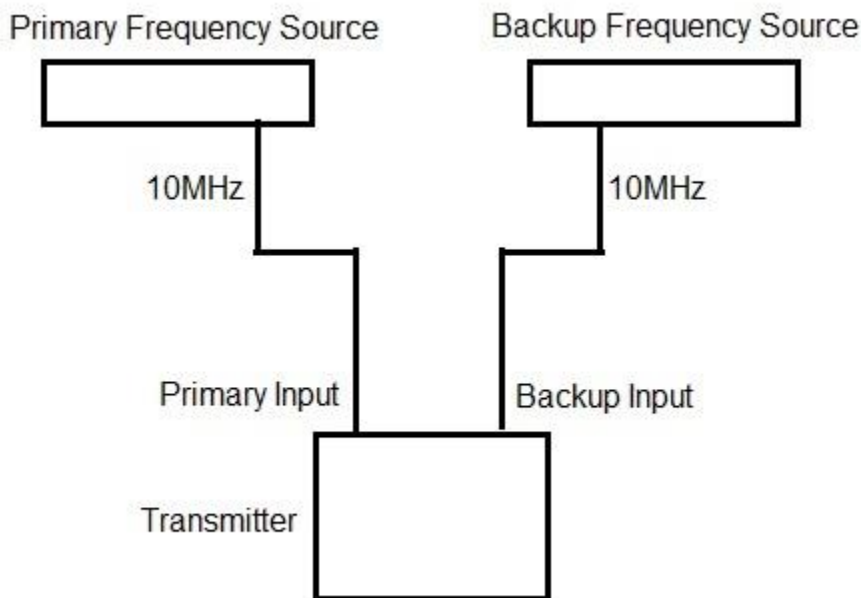 Primary Frequency Source
Backup Frequency Source
10MHz
10MHz
Primary Input
Backup Input
Transmitter